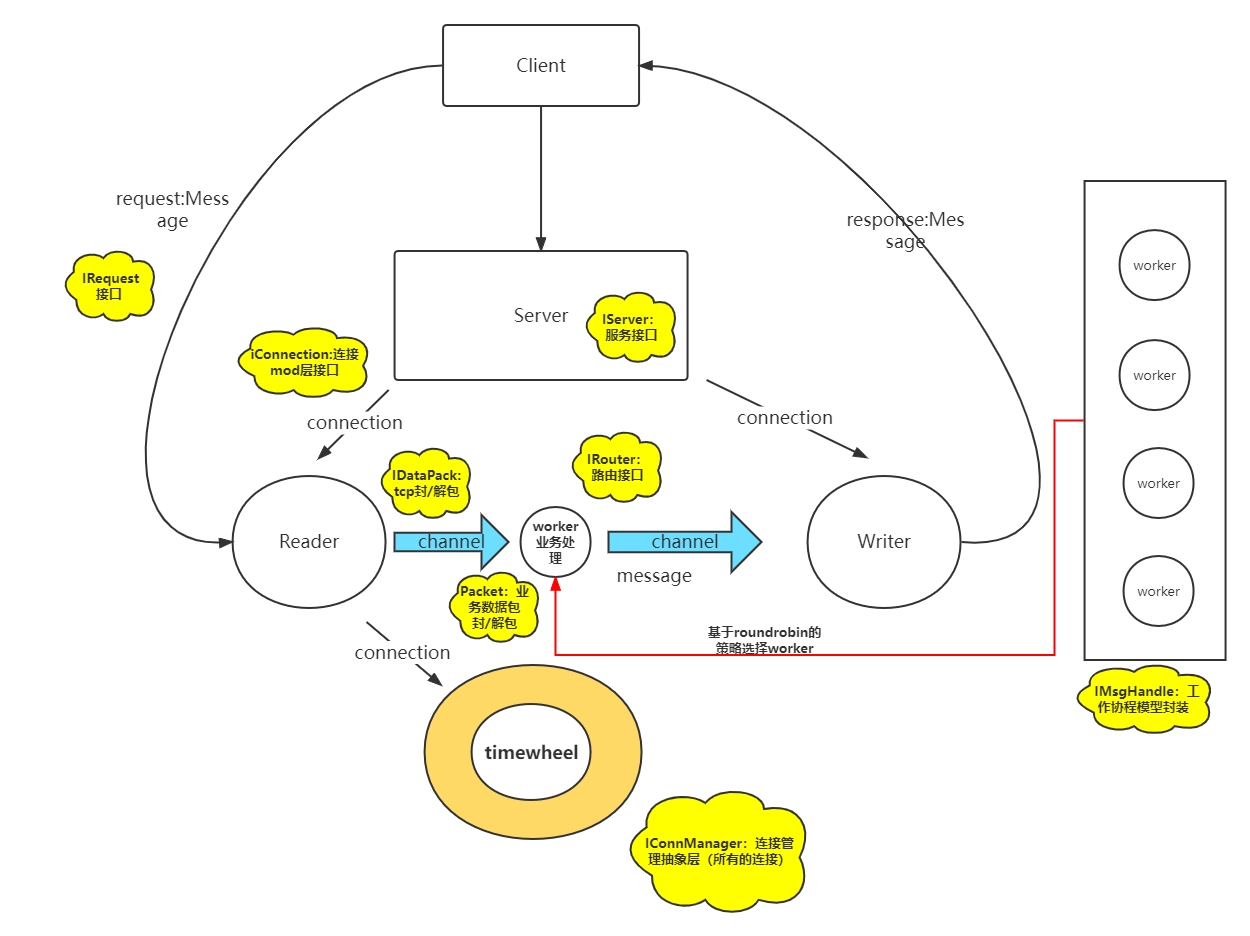 Client
request:Mess
age
response:Mes
sage
IRequest
接口
worker
Server
IServer：
服务接口
iConnection:连接
mod层接口
worker
connection
connection
IDataPack:
tcp封/解包
IRouter：
路由接口
worker
Reader
channel
worker
业务处
理
channel
Writer
message
worker
Packet：业
务数据包
封/解包
connection
基于roundrobin的
策略选择worker
IMsgHandle：工
作协程模型封装
timewheel
IConnManager：连接管
理抽象层（所有的连接）